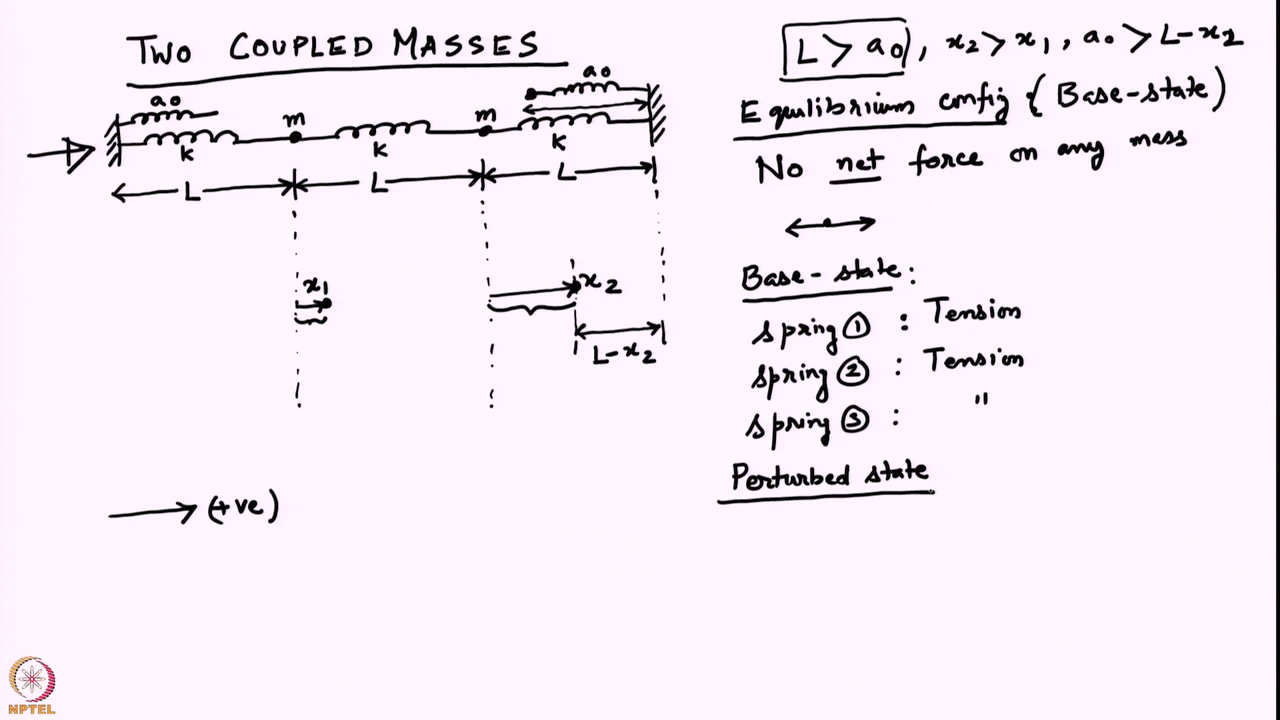 TWO COUPLED MASSES
L > a₀, x₂ > x₁, a₀ > L-x₂
Equilibrium config { Base-state)
No net force on any mass
a₀
a₀
m
m
k
k
k
L
L
L
x₁
x₂
L-x₂
Base-state:
spring ① : Tension
spring ② : Tension
spring ③ : "
Perturbed state
(+ve)
NPTEL